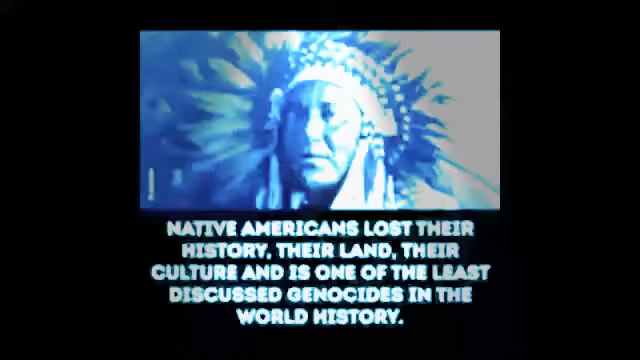 NATIVE AMERICANS LOST THEIR
HISTORY, THEIR LAND, THEIR
CULTURE AND IS ONE OF THE LEAST
DISCUSSED GENOCIDES IN THE
WORLD HISTORY.